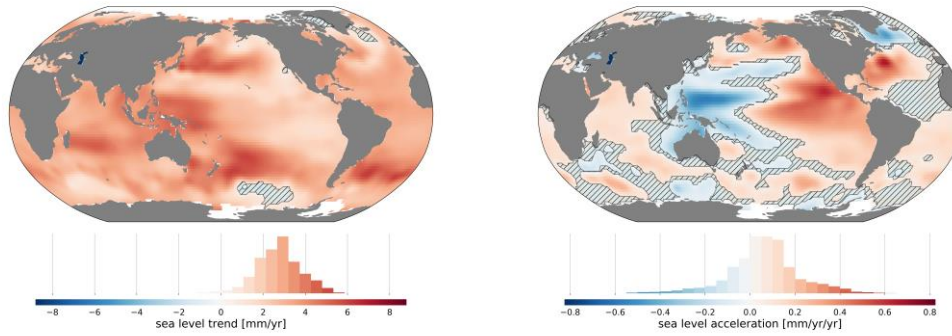 −8 −6 −4 −2 0 2 4 6 8
sea level trend [mm/yr]
−0.8 −0.6 −0.4 −0.2 0.0 0.2 0.4 0.6 0.8
sea level acceleration [mm/yr/yr]